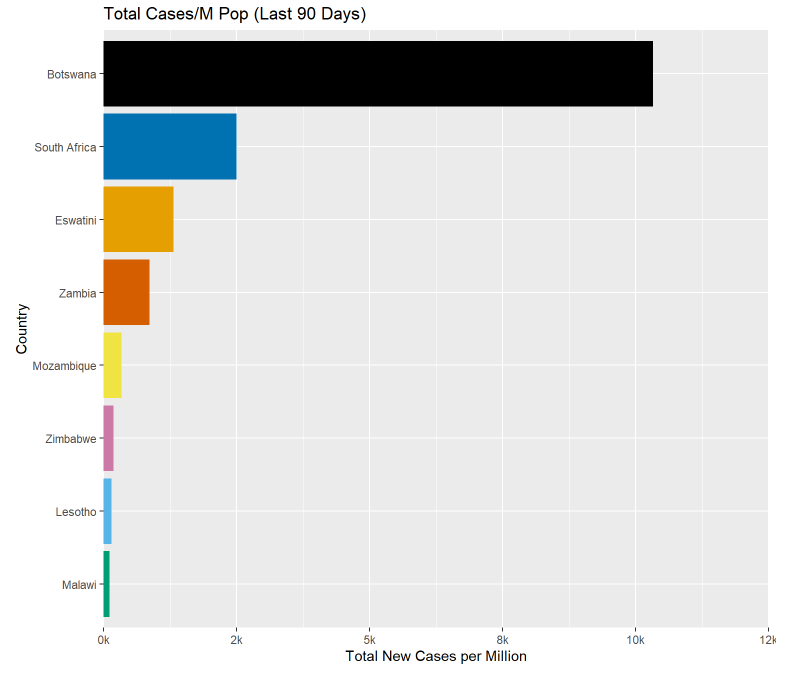 Total Cases/M Pop (Last 90 Days)
Botswana
South Africa
Eswatini
Zambia
Mozambique
Zimbabwe
Lesotho
Malawi
Country
0k 2k 5k 8k 10k 12k
Total New Cases per Million